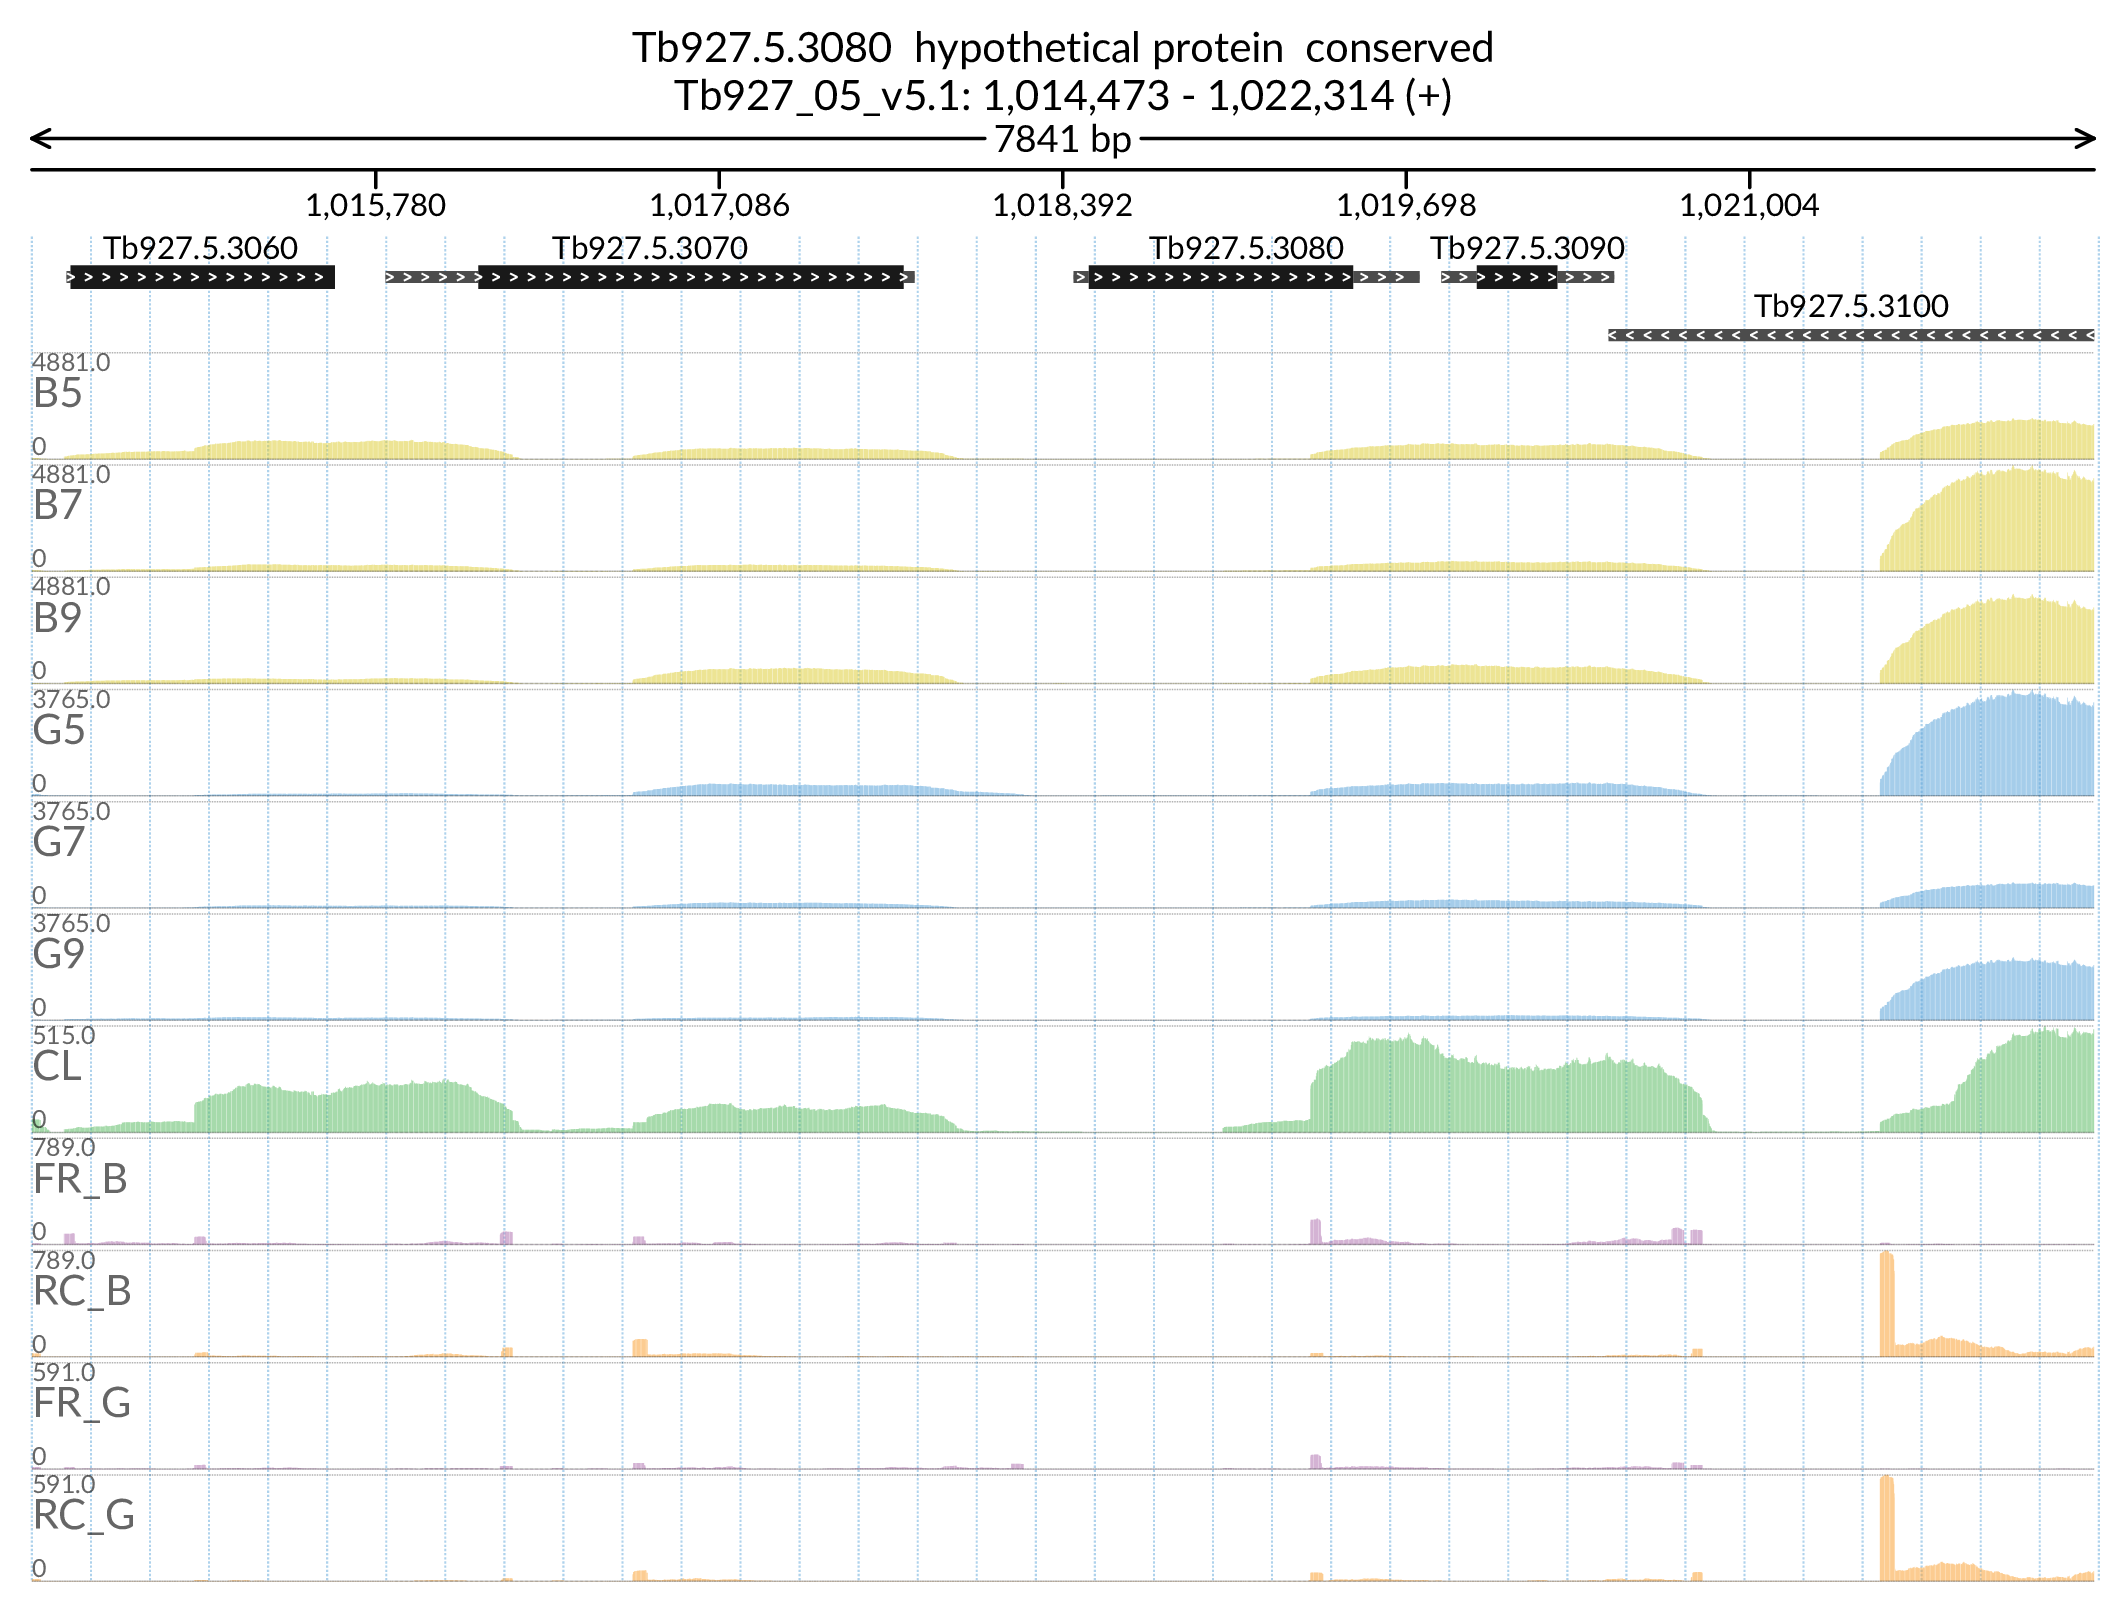 Tb927.5.3080  hypothetical protein  conserved
Tb927_05_v5.1: 1,014,473 - 1,022,314 (+)
7841 bp
1,015,780 1,017,086 1,018,392 1,019,698 1,021,004
Tb927.5.3060 Tb927.5.3070 Tb927.5.3080 Tb927.5.3090
Tb927.5.3100
4881.0
B5
0
4881.0
B7
0
4881.0
B9
0
3765.0
G5
0
3765.0
G7
0
3765.0
G9
0
515.0
CL
0
789.0
FR_B
0
789.0
RC_B
0
591.0
FR_G
0
591.0
RC_G
0